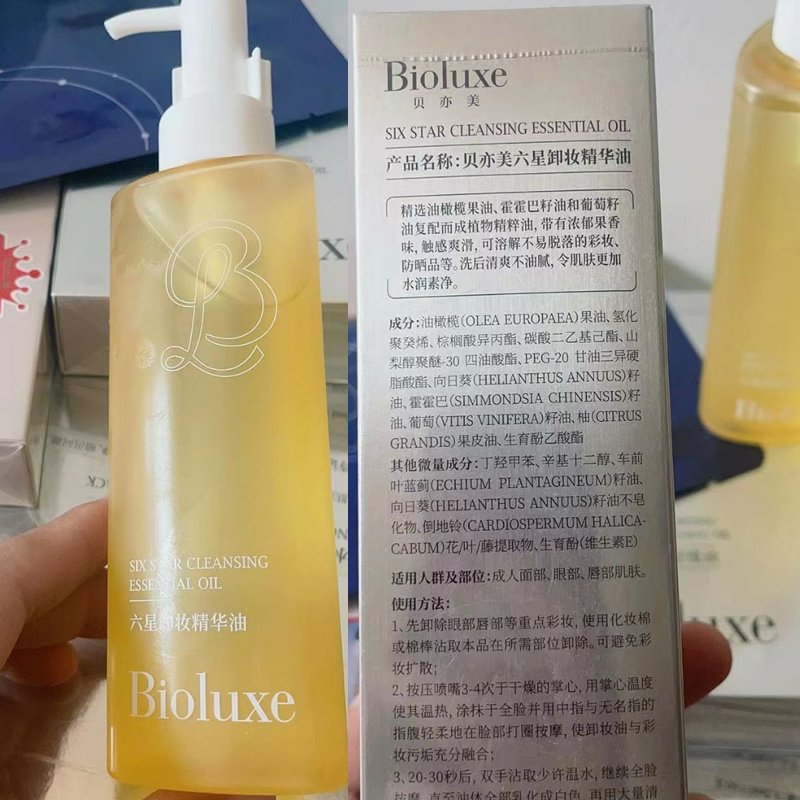 SIX STAR CLEANSING
ESSENTIAL OIL
六星卸妆精华油
Bioluxe
Bioluxe
贝亦美
SIX STAR CLEANSING ESSENTIAL OIL
产品名称:贝亦美六星卸妆精华油
精选油橄榄果油、霍霍巴籽油和葡萄籽
油复配而成植物精粹油,带有浓郁果香
味,触感爽滑,可溶解不易脱落的彩妆、
防晒品等。洗后清爽不油腻,令肌肤更加
水润素净。
成分:油橄榄(OLEA EUROPAEA)果油、氢化
聚癸烯、棕榈酸异丙酯、碳酸二乙基己酯、山
梨醇聚醚-30 四油酸酯、PEG-20 甘油三异硬
脂酸酯、向日葵(HELIANTHUS ANNUUS)籽
油、霍霍巴(SIMMONDSIA CHINENSIS)籽
油、葡萄(VITIS VINIFERA)籽油、柚(CITRUS
GRANDIS)果皮油、生育酚乙酸酯
其他微量成分:丁羟甲苯、辛基十二醇、车前
叶蓝蓟(ECHIUM PLANTAGINEUM)籽油、
向日葵(HELIANTHUS ANNUUS)籽油不皂
化物、倒地铃(CARDIOSPERMUM HALICA-
CABUM)花/叶/藤提取物、生育酚(维生素E)
适用人群及部位:成人面部、眼部、唇部肌肤。
使用方法:
1、先卸除眼部唇部等重点彩妆,使用化妆棉
或棉棒沾取本品在所需部位卸除。可避免彩
妆扩散;
2、按压喷嘴3-4次于干燥的掌心,用掌心温度
使其温热,涂抹于全脸并用中指与无名指的
指腹轻柔地在脸部打圈按摩,使卸妆油与彩
妆污垢充分融合;
3、20-30秒后,双手沾取少许温水,继续全脸
按摩,直至油体全部乳化成白色,再用大量清